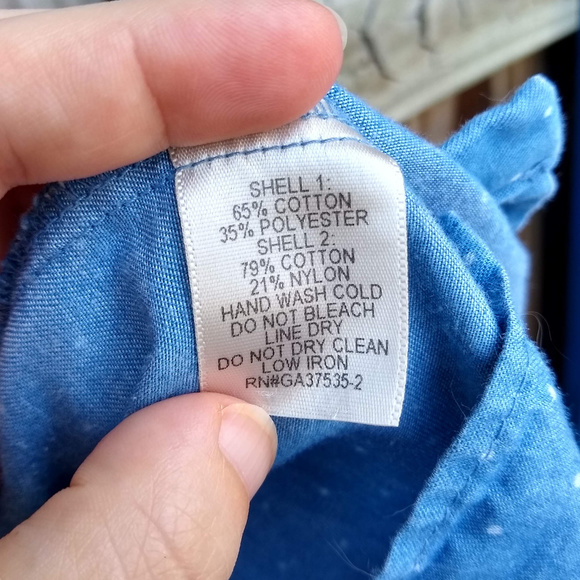 SHELL 1:
65% COTTON
35% POLYESTER
SHELL 2:
79% COTTON
21% NYLON
HAND WASH COLD
DO NOT BLEACH
LINE DRY
DO NOT DRY CLEAN
LOW IRON
RN#GA37535-2